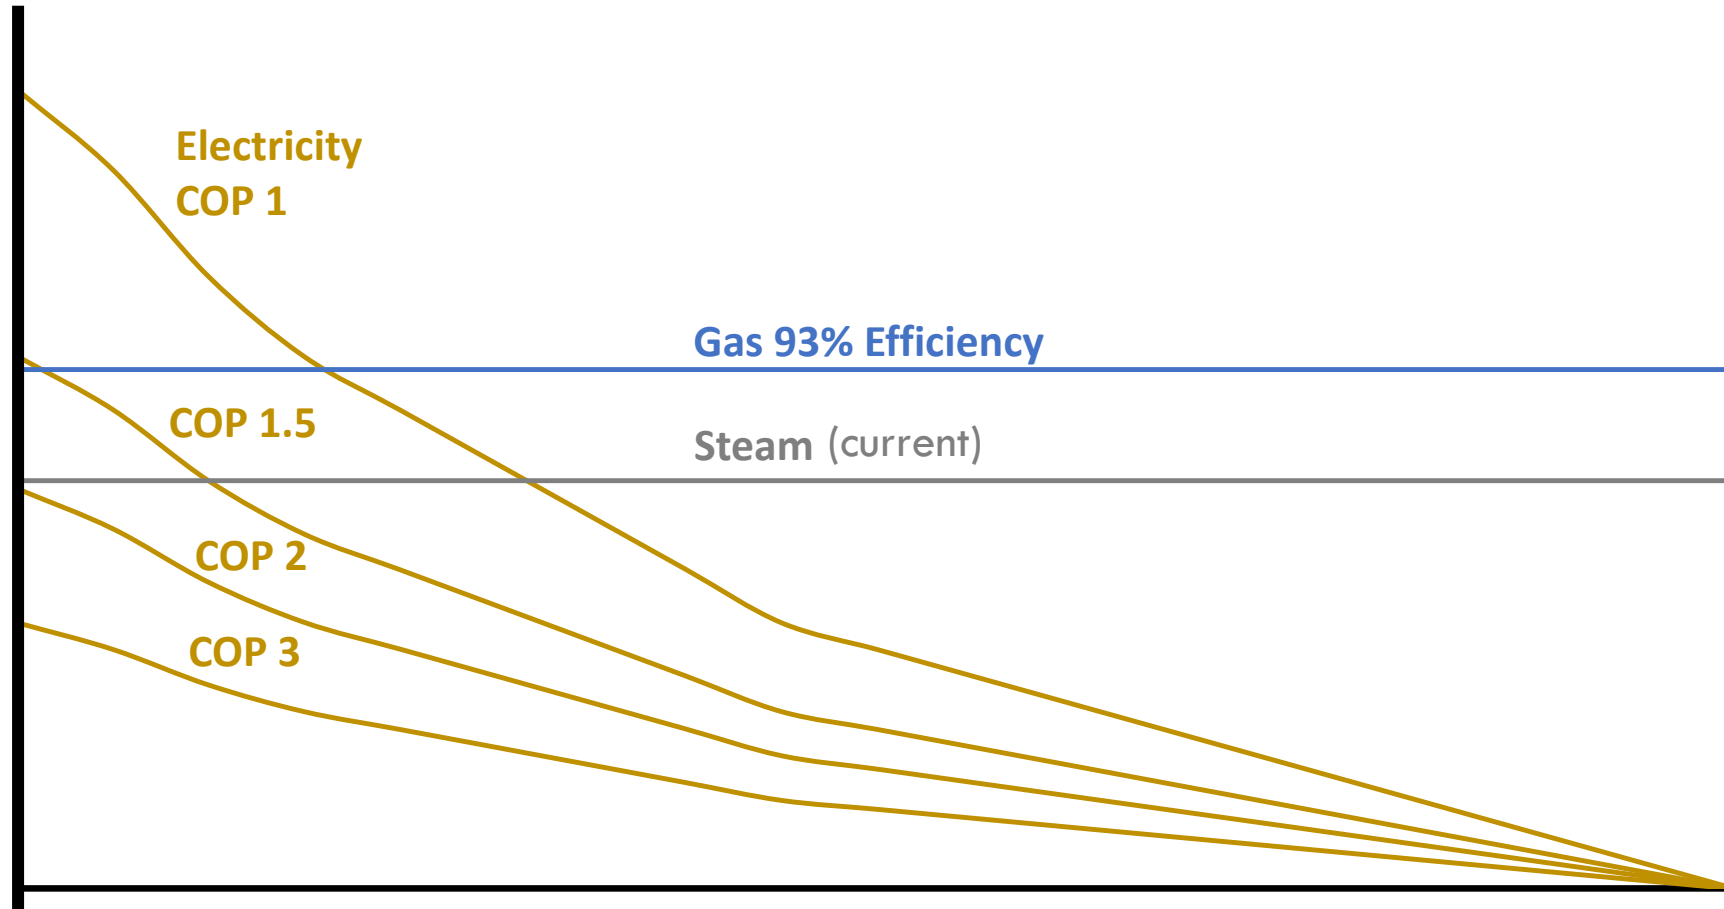 Electricity
COP 1
Gas 93% Efficiency
COP 1.5
Steam (current)
COP 2
COP 3